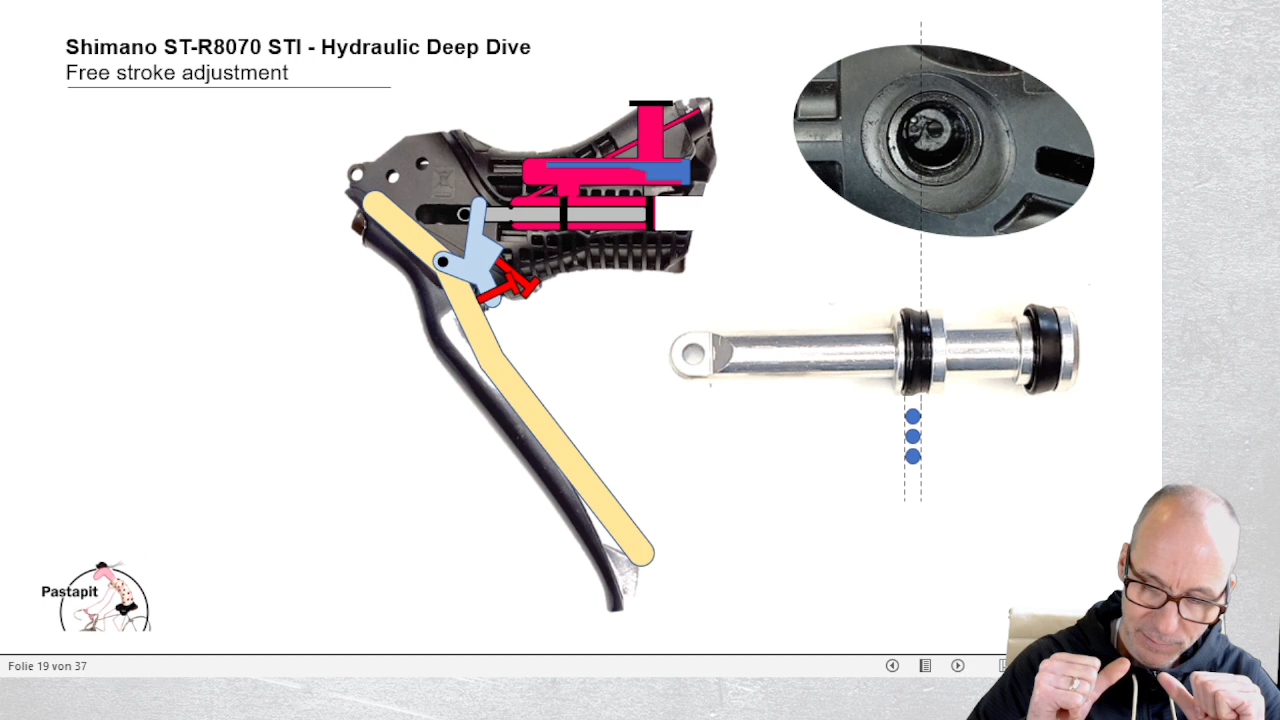 Shimano ST-R8070 STI - Hydraulic Deep Dive
Free stroke adjustment
Pastapit
Folie 19 von 37